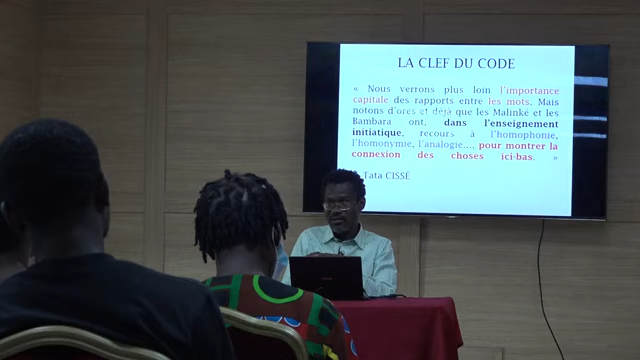 LA CLEF DU CODE
« Nous verrons plus loin l'importance
capitale des rapports entre les mots. Mais
notons d'ores et déjà que les Malinké et les
Bambara ont, dans l'enseignement
initiatique, recours à l'homophonie,
l'homonymie, l'analogie..., pour montrer la
connexion des choses ici-bas. »
Tata CISSÉ